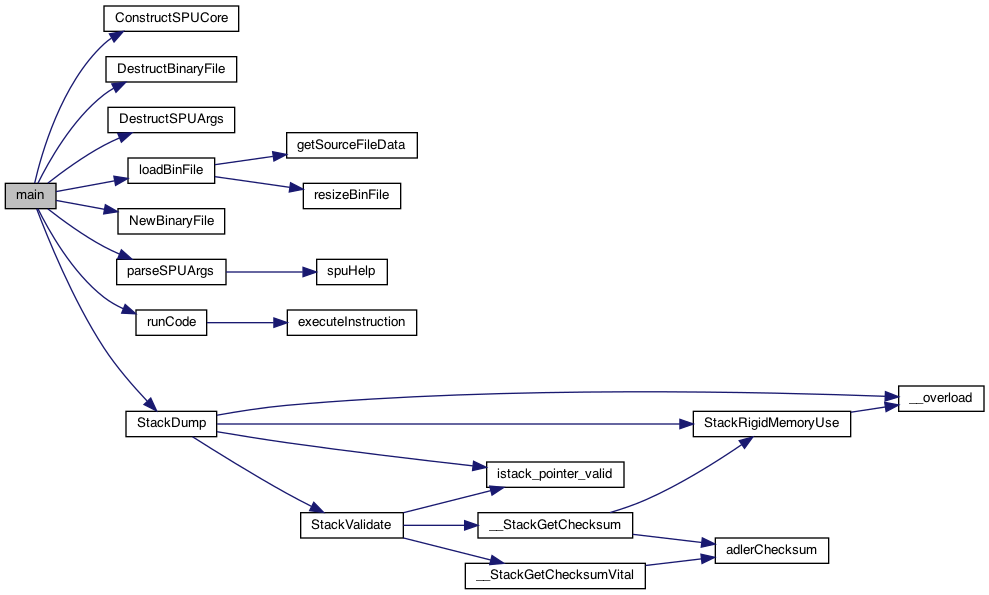 ConstructSPUCore
DestructBinaryFile
DestructSPUArgs
getSourceFileData
loadBinFile
main
resizeBinFile
NewBinaryFile
parseSPUArgs
spuHelp
runCode
executeInstruction
__overload
StackDump
StackRigidMemoryUse
istack_pointer_valid
StackValidate
__StackGetChecksum
adlerChecksum
__StackGetChecksumVital